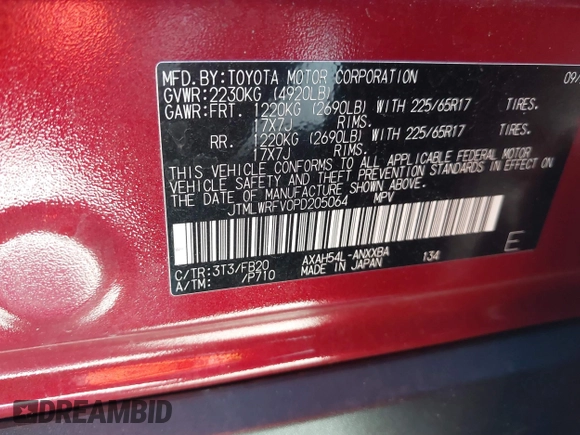 MFD. BY: TOYOTA MOTOR CORPORATION 09/
GVWR: 2230KG (4920LB)
GAWR: FRT. 1220KG (2690LB) WITH 225/65R17 TIRES.
17X7J RIMS.
RR. 1220KG (2690LB) WITH 225/65R17 TIRES.
17X7J RIMS.
THIS VEHICLE CONFORMS TO ALL APPLICABLE FEDERAL MOTOR
VEHICLE SAFETY AND THEFT PREVENTION STANDARDS IN EFFECT ON
THE DATE OF MANUFACTURE SHOWN ABOVE.
JTMLWRFV0PD205064 MPV
C/TR: 3T3/FB20 AXAH54L-ANXXBA 134
A/TM: /P710 MADE IN JAPAN
E
DREAMBID